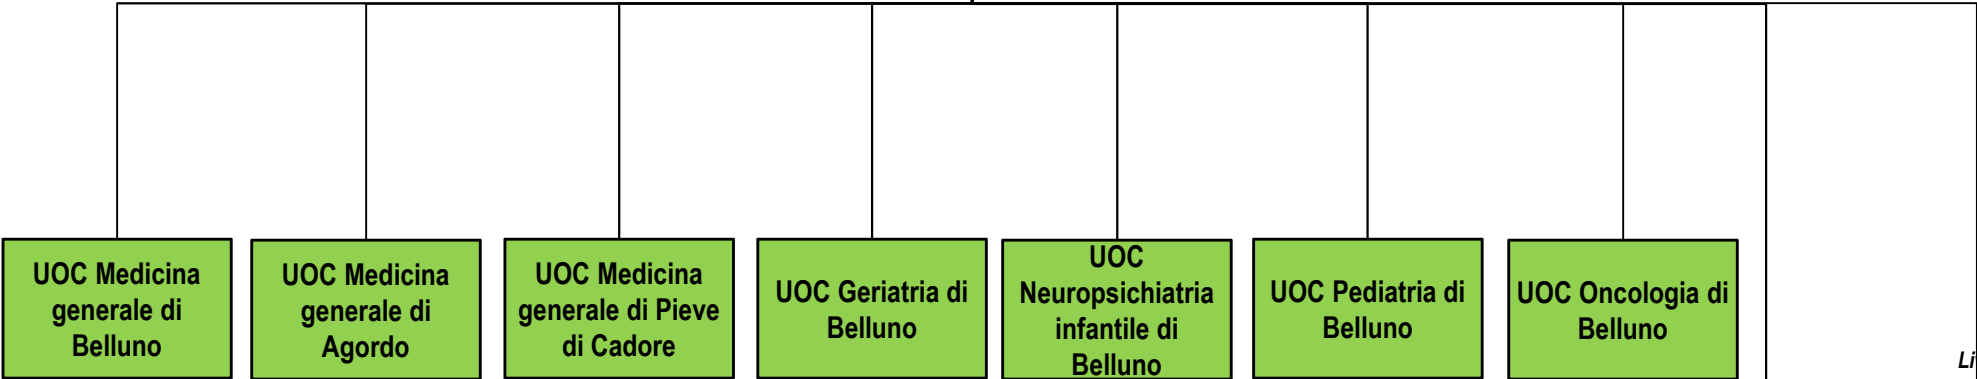 UOC Medicina
generale di
Belluno
UOC Medicina
generale di
Agordo
UOC Medicina
generale di Pieve
di Cadore
UOC Geriatria di
Belluno
UOC
Neuropsichiatria
infantile di
Belluno
UOC Pediatria di
Belluno
UOC Oncologia di
Belluno